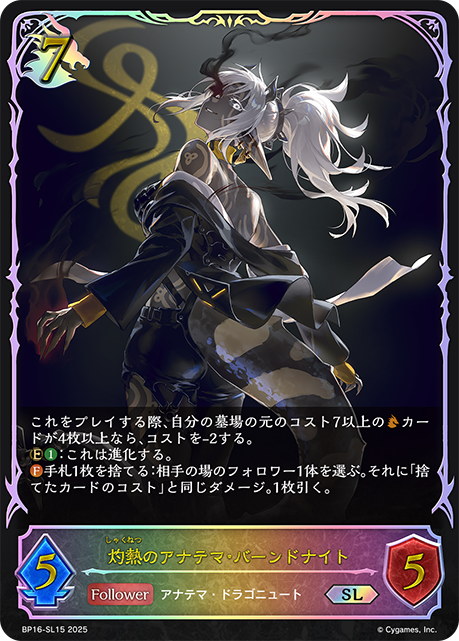 7
これをプレイする際、自分の墓場の元のコスト7以上のカー
ドが4枚以上なら、コストを-2する。
E 1：これは進化する。
F 手札1枚を捨てる：相手の場のフォロワー1体を選ぶ。それに「捨
てたカードのコスト」と同じダメージ。1枚引く。
しゃくねつ
灼熱のアナテマ・バーンドナイト
5
Follower アナテマ・ドラゴニュート SL
5
BP16-SL15 2025 © Cygames, Inc.